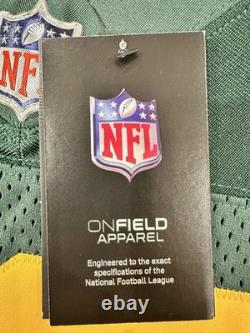 NFL
NFL
ONFIELD
APPAREL
Engineered to the exact
specifications of the
National Football League